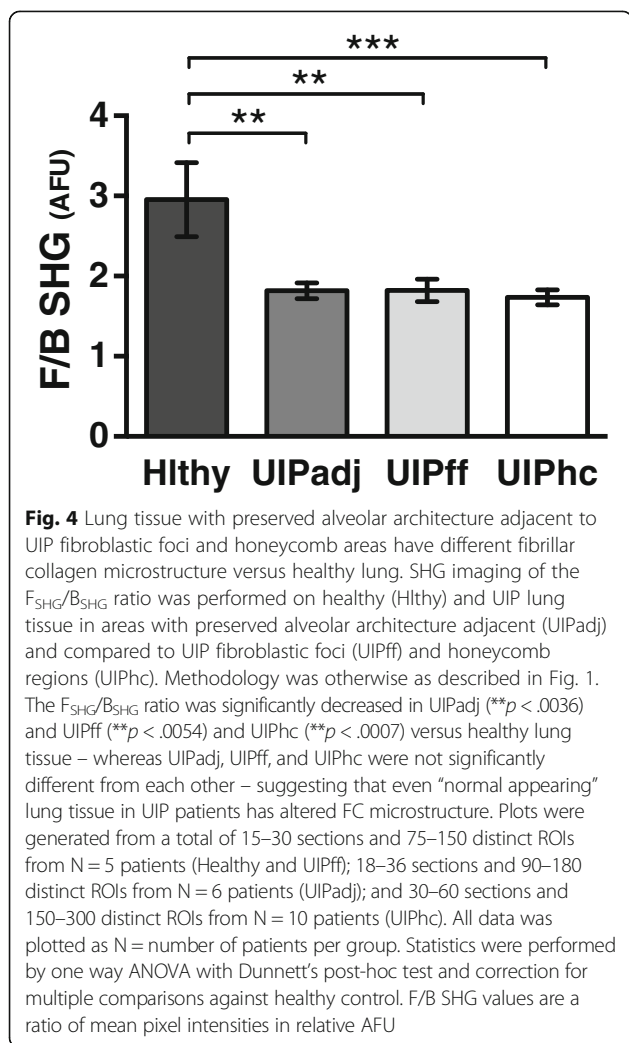 ***
**
**
4
3
2
1
0
F/B SHG (AFU)
Hlthy UIPadj UIPff UIPhc
Fig. 4 Lung tissue with preserved alveolar architecture adjacent to
UIP fibroblastic foci and honeycomb areas have different fibrillar
collagen microstructure versus healthy lung. SHG imaging of the
FSHG/BSHG ratio was performed on healthy (Hlthy) and UIP lung
tissue in areas with preserved alveolar architecture adjacent (UIPadj)
and compared to UIP fibroblastic foci (UIPff) and honeycomb
regions (UIPhc). Methodology was otherwise as described in Fig. 1.
The FSHG/BSHG ratio was significantly decreased in UIPadj (**p < .0036)
and UIPff (**p < .0054) and UIPhc (**p < .0007) versus healthy lung
tissue – whereas UIPadj, UIPff, and UIPhc were not significantly
different from each other – suggesting that even “normal appearing”
lung tissue in UIP patients has altered FC microstructure. Plots were
generated from a total of 15–30 sections and 75–150 distinct ROIs
from N = 5 patients (Healthy and UIPff); 18–36 sections and 90–180
distinct ROIs from N = 6 patients (UIPadj); and 30–60 sections and
150–300 distinct ROIs from N = 10 patients (UIPhc). All data was
plotted as N = number of patients per group. Statistics were performed
by one way ANOVA with Dunnett’s post-hoc test and correction for
multiple comparisons against healthy control. F/B SHG values are a
ratio of mean pixel intensities in relative AFU